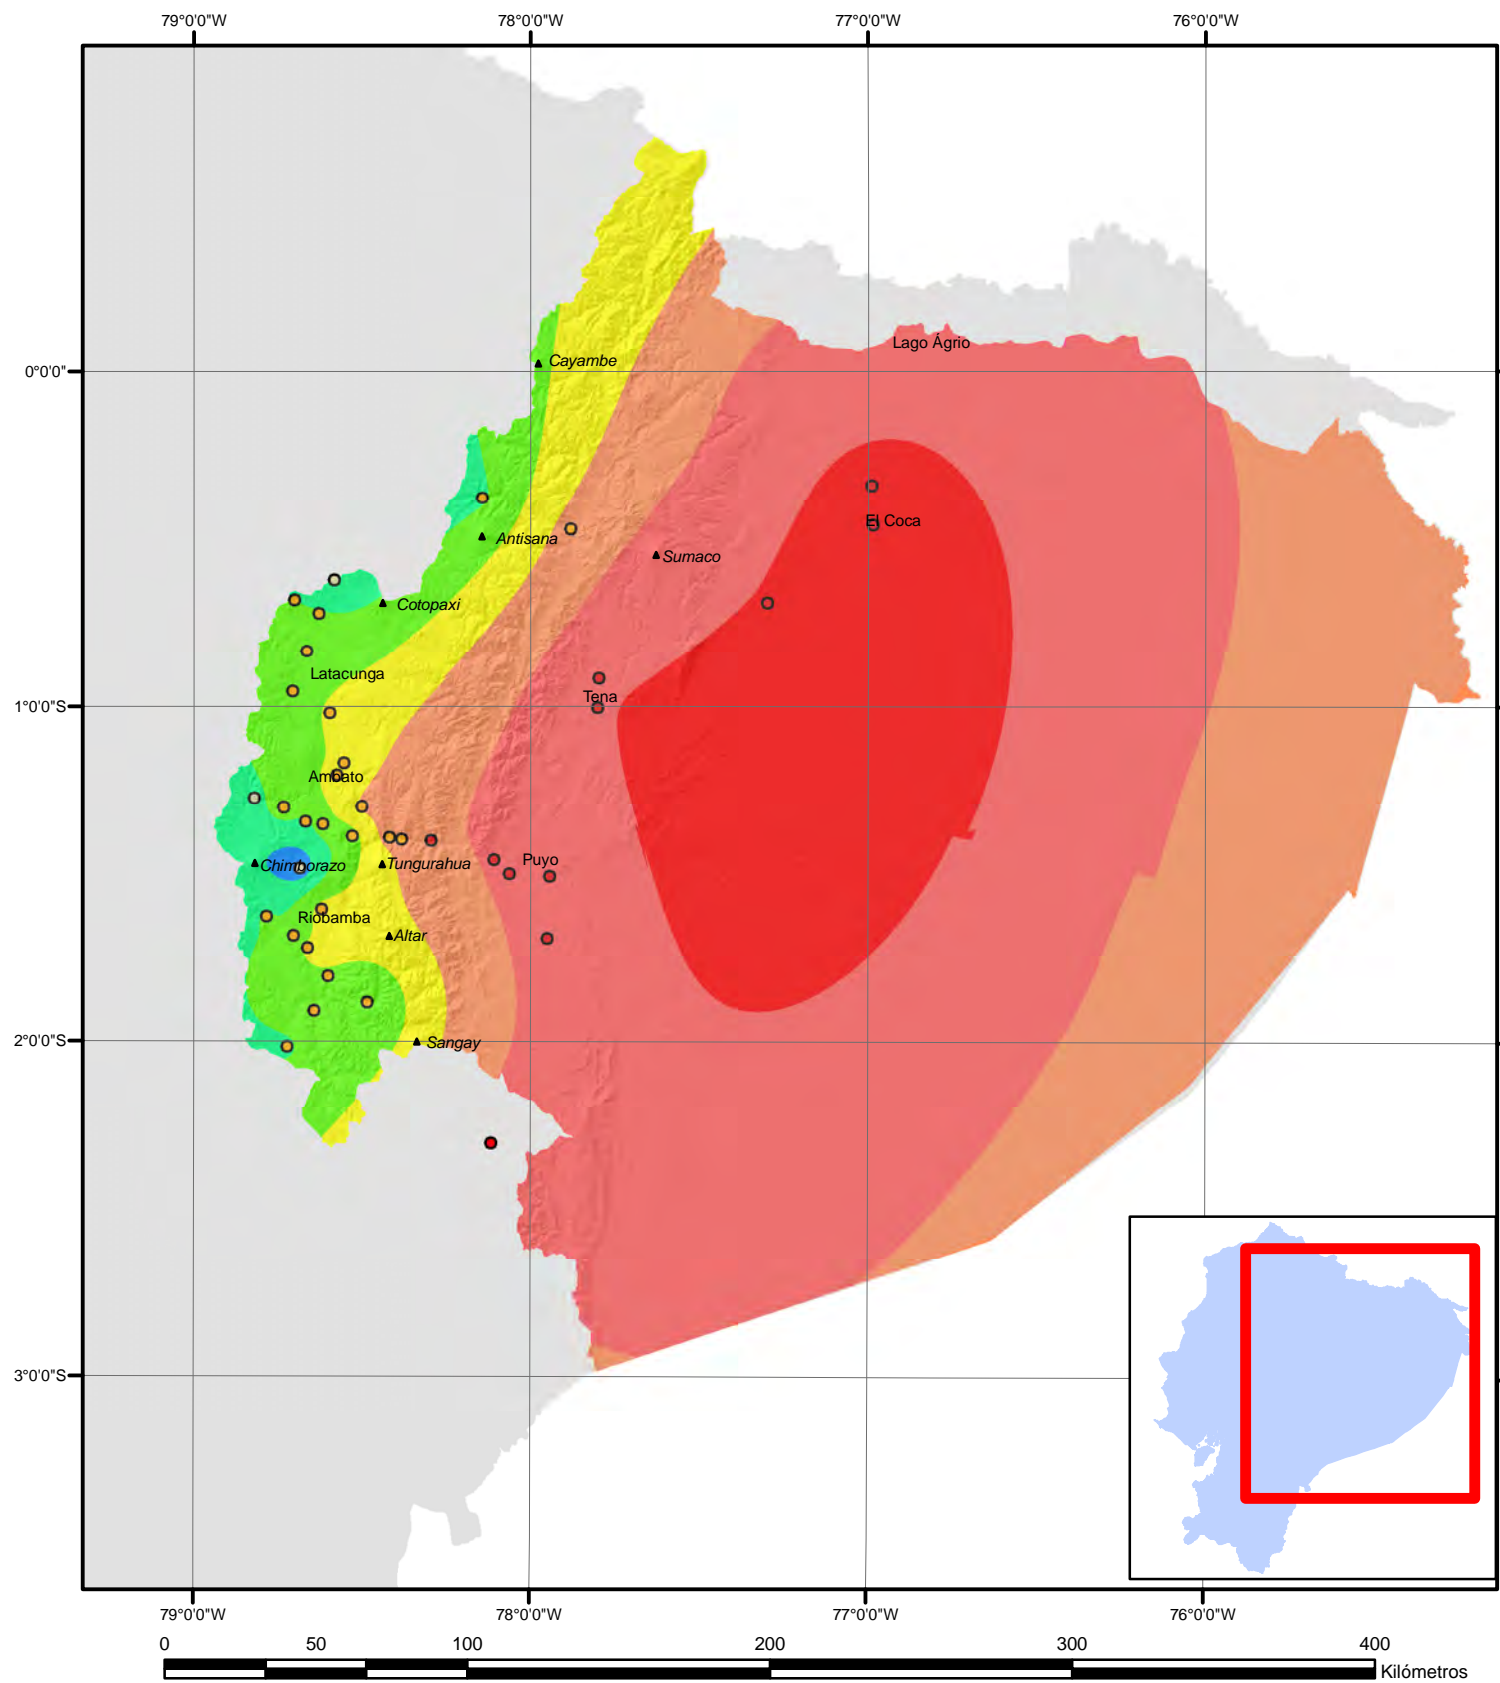 79°0'0"W 78°0'0"W 77°0'0"W 76°0'0"W
Lago Ágrio
Cayambe
0°0'0"
El Coca
Antisana
Sumaco
Cotopaxi
Latacunga
Tena
1°0'0"S
Ambato
Puyo
Chimborazo
Tungurahua
Riobamba
Altar
2°0'0"S
Sangay
3°0'0"S
79°0'0"W 78°0'0"W 77°0'0"W 76°0'0"W
0 50 100 200 300 400
Kilómetros